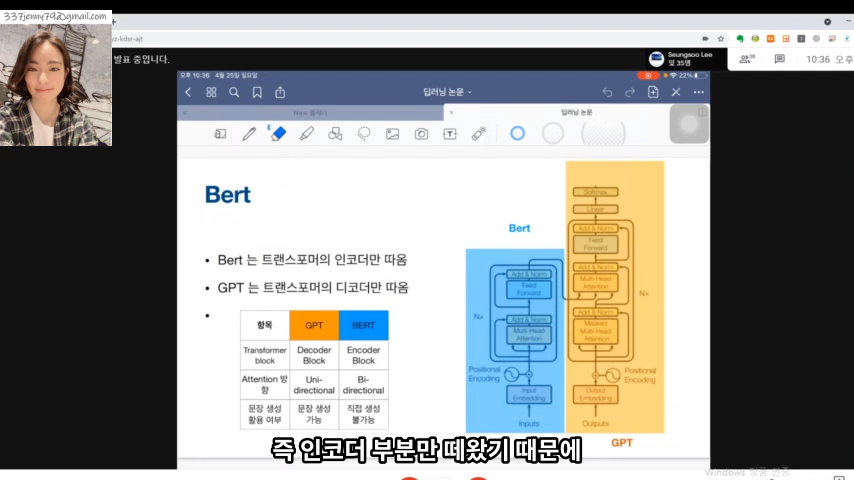 337jenny79@gmail.com
yz-kdsr-ajt
발표 중입니다.
Seungsoo Lee
및 35명
10:36 오후
오후 10:36 4월 25일 일요일
22%
딥러닝 논문
딥러닝 논문
Bert
• Bert 는 트랜스포머의 인코더만 따옴
• GPT 는 트랜스포머의 디코더만 따옴
•
항목 GPT BERT
Transformer block Decoder Block Encoder Block
Attention 방향 Uni-directional Bi-directional
문장 생성 활용 여부 문장 생성 가능 직접 생성 불가능
Bert
Add & Norm
Feed Forward
Nx
Add & Norm
Multi-Head Attention
Positional Encoding
Input Embedding
Inputs
Softmax
Linear
Add & Norm
Feed Forward
Add & Norm
Multi-Head Attention
Nx
Add & Norm
Masked Multi-Head Attention
Positional Encoding
Output Embedding
Outputs
GPT
즉 인코더 부분만 떼왔기 때문에
Windows 정품 인증